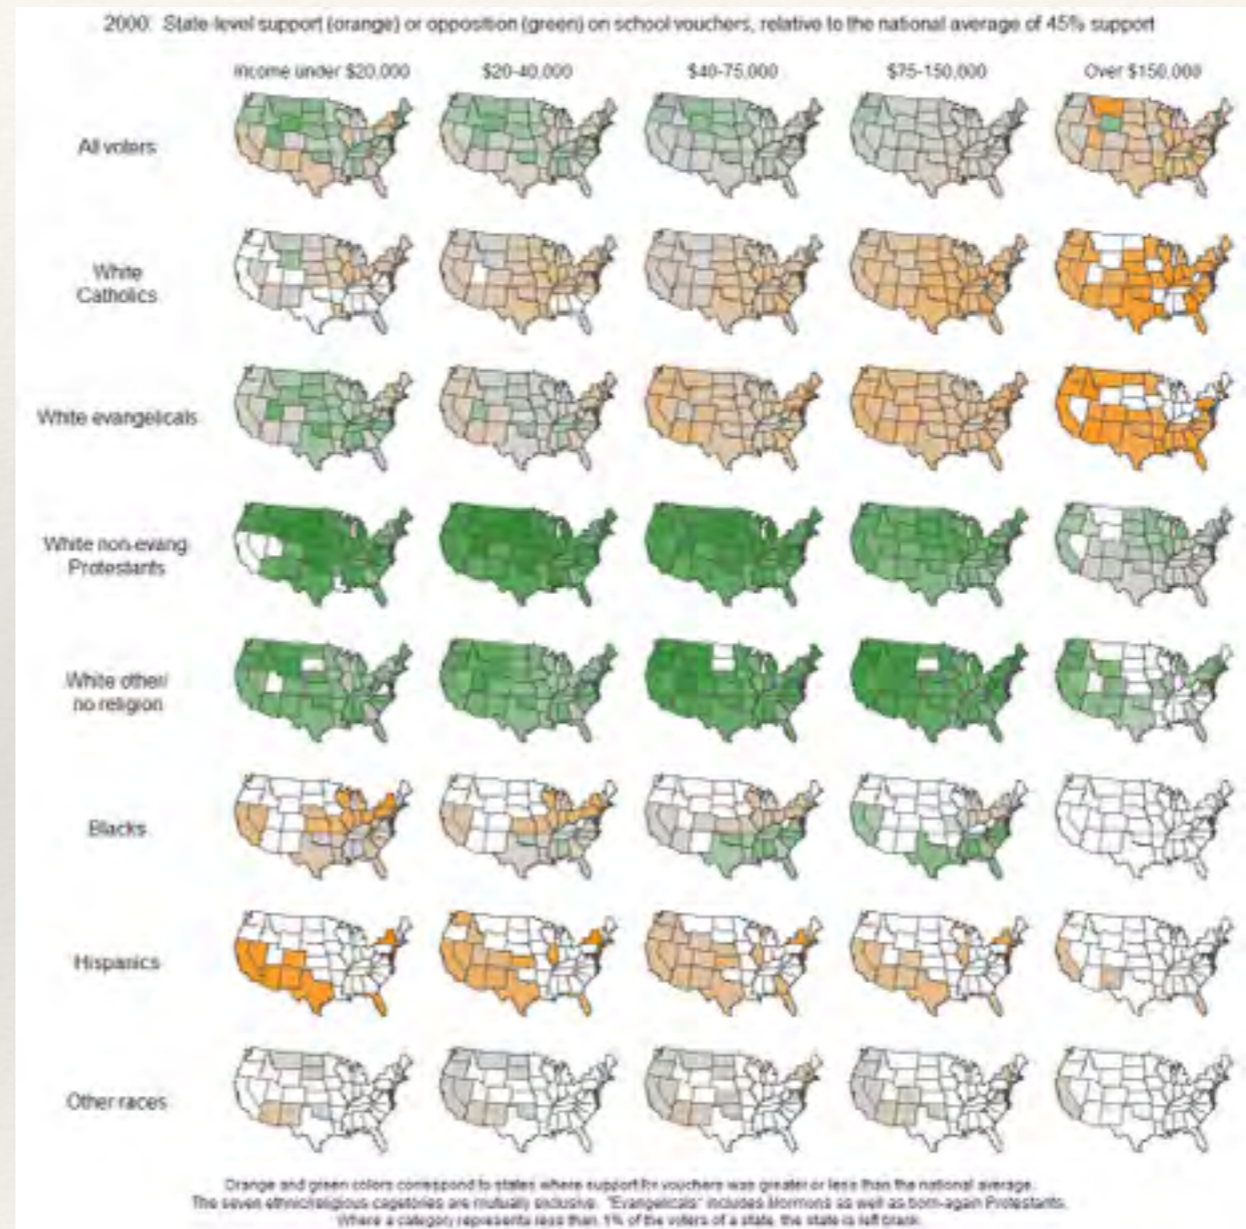 2000: State-level support (orange) or opposition (green) on school vouchers, relative to the national average of 45% support
Income under $20,000 $20-40,000 $40-75,000 $75-150,000 Over $150,000
All voters
White
Catholics
White evangelicals
White non-evang
Protestants
White other/
no religion
Blacks
Hispanics
Other races
Orange and green colors correspond to states where support for vouchers was greater or less than the national average.
The seven ethnic/religious cagetories are mutually exclusive. "Evangelicals" includes Mormons as well as born-again Protestants.
Where a category represents less than 1% of the voters of a state, the state is left blank.